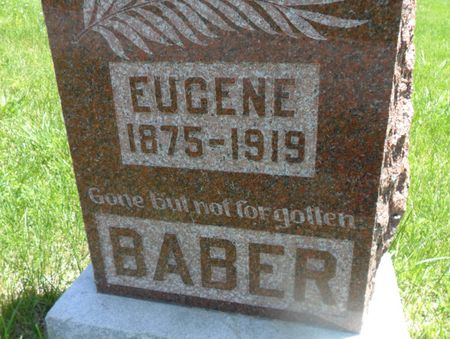 EUGENE
1875-1919
Gone but not forgotten
BABER